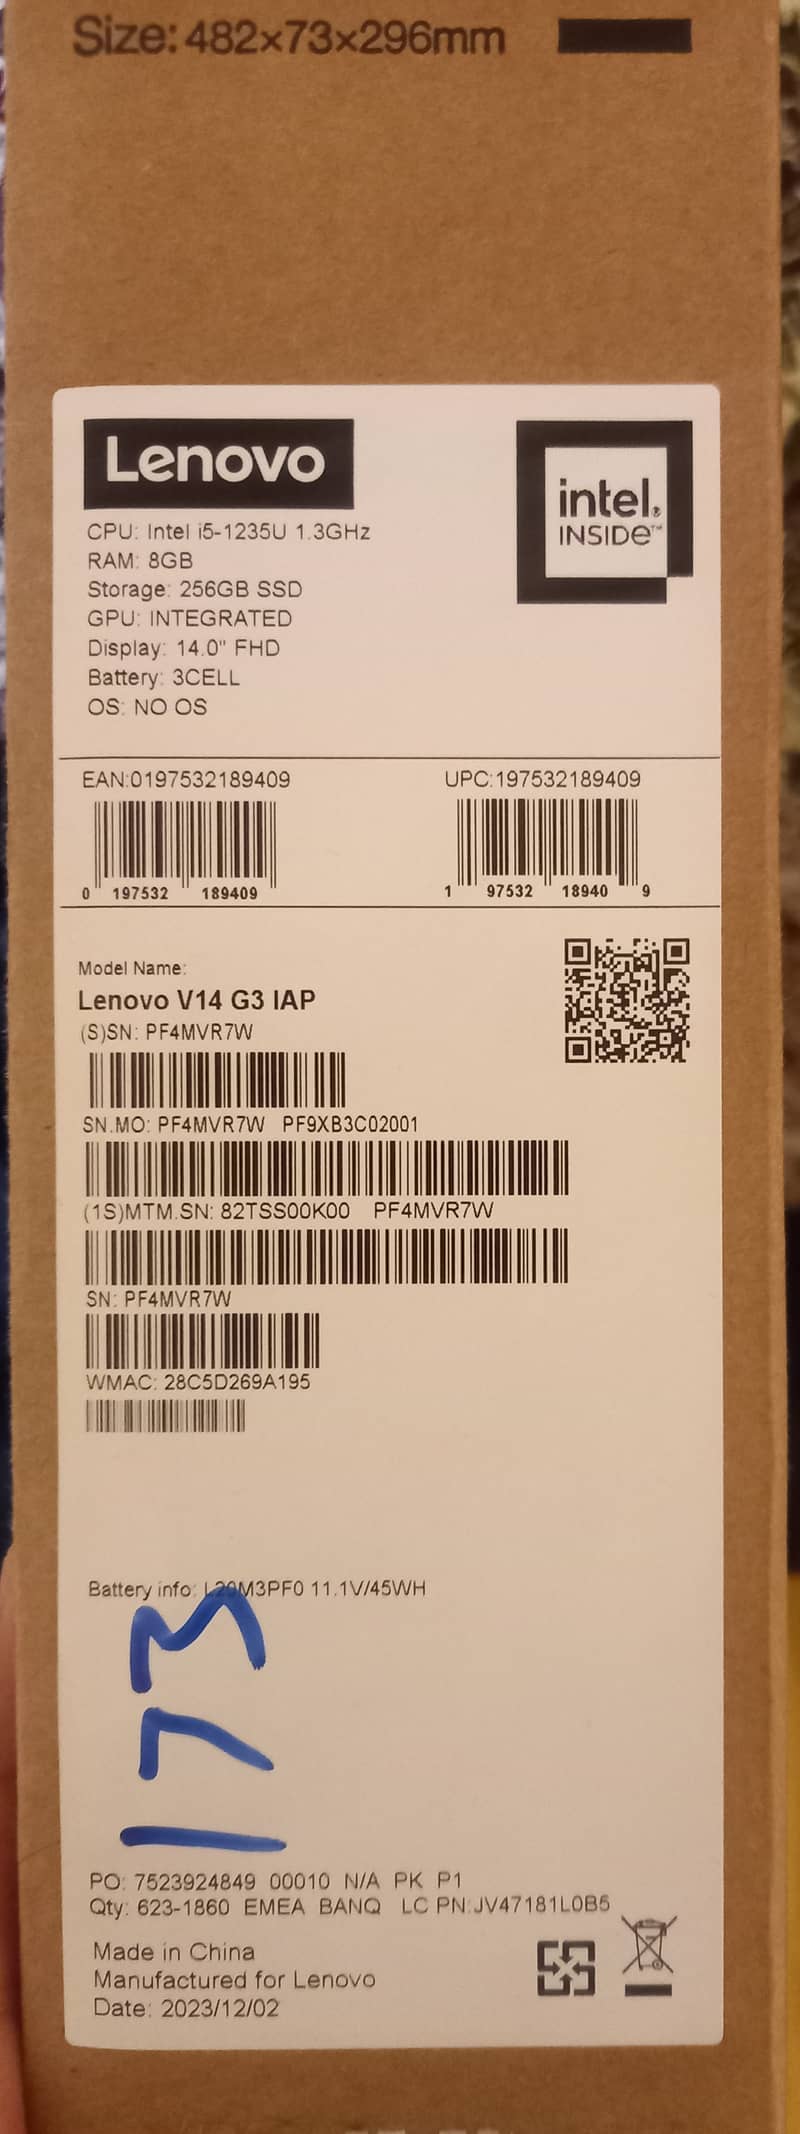 Size: 482×73×296mm
Lenovo
intel.
INSIDe™
CPU: Intel i5-1235U 1.3GHz
RAM: 8GB
Storage: 256GB SSD
GPU: INTEGRATED
Display: 14.0" FHD
Battery: 3CELL
OS: NO OS
EAN:0197532189409
UPC:197532189409
0 197532 189409
1 97532 18940 9
Model Name:
Lenovo V14 G3 IAP
(S)SN: PF4MVR7W
SN.MO: PF4MVR7W PF9XB3C02001
(1S)MTM.SN: 82TSS00K00 PF4MVR7W
SN: PF4MVR7W
WMAC: 28C5D269A195
Battery info: L20M3PF0 11.1V/45WH
173
PO: 7523924849 00010 N/A PK P1
Qty: 623-1860 EMEA BANQ LC PN:JV47181L0B5
Made in China
Manufactured for Lenovo
Date: 2023/12/02